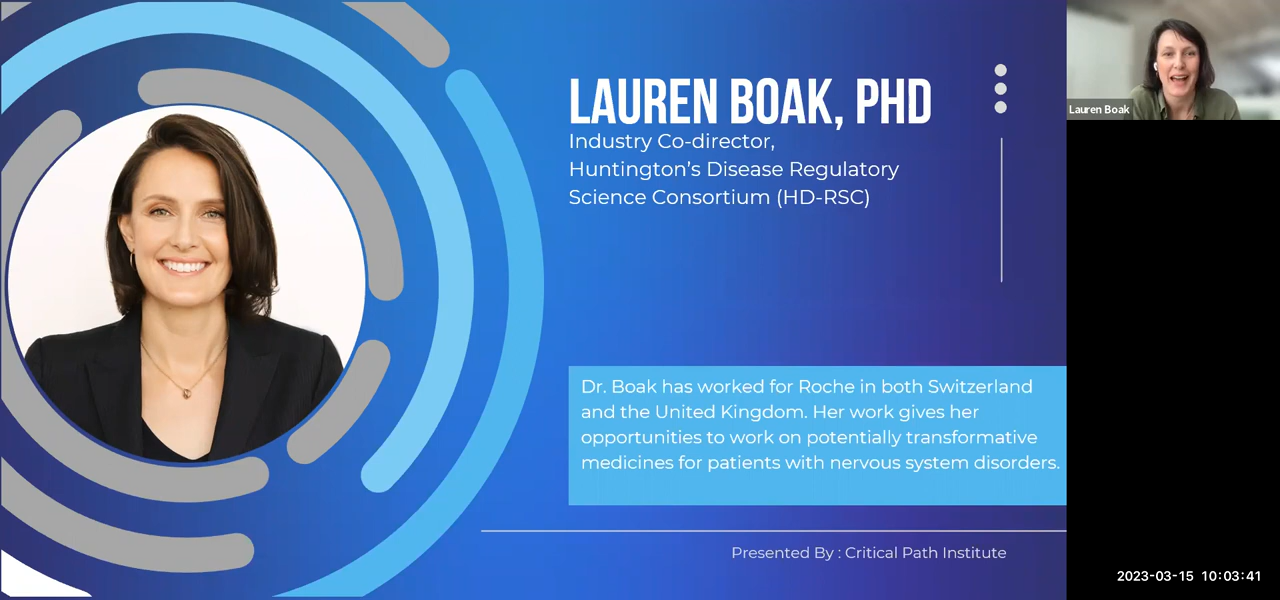 LAUREN BOAK, PHD
Industry Co-director,
Huntington’s Disease Regulatory
Science Consortium (HD-RSC)
Dr. Boak has worked for Roche in both Switzerland
and the United Kingdom. Her work gives her
opportunities to work on potentially transformative
medicines for patients with nervous system disorders.
Presented By : Critical Path Institute
Lauren Boak
2023-03-15 10:03:41